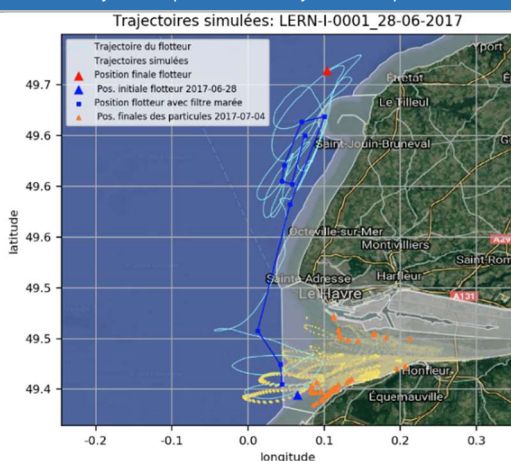 Trajectoires simulées: LERN-I-0001_28-06-2017
Trajectoire du flotteur
Trajectoires simulées
Position finale flotteur
Pos. initiale flotteur 2017-06-28
Position flotteur avec filtre marée
Pos. finales des particules 2017-07-04
port
Étretat
Le Tilleul
Saint-Jouin-Bruneval
Octeville-sur-Mer
Montivilliers
A29
Saint-Rom
Sainte-Adresse
Harfleur
Le Havre
A131
Honfleur
Équemauville
49.7
49.6
49.6
49.6
49.5
49.5
49.4
latitude
-0.2
-0.1
0.0
0.1
0.2
0.3
longitude